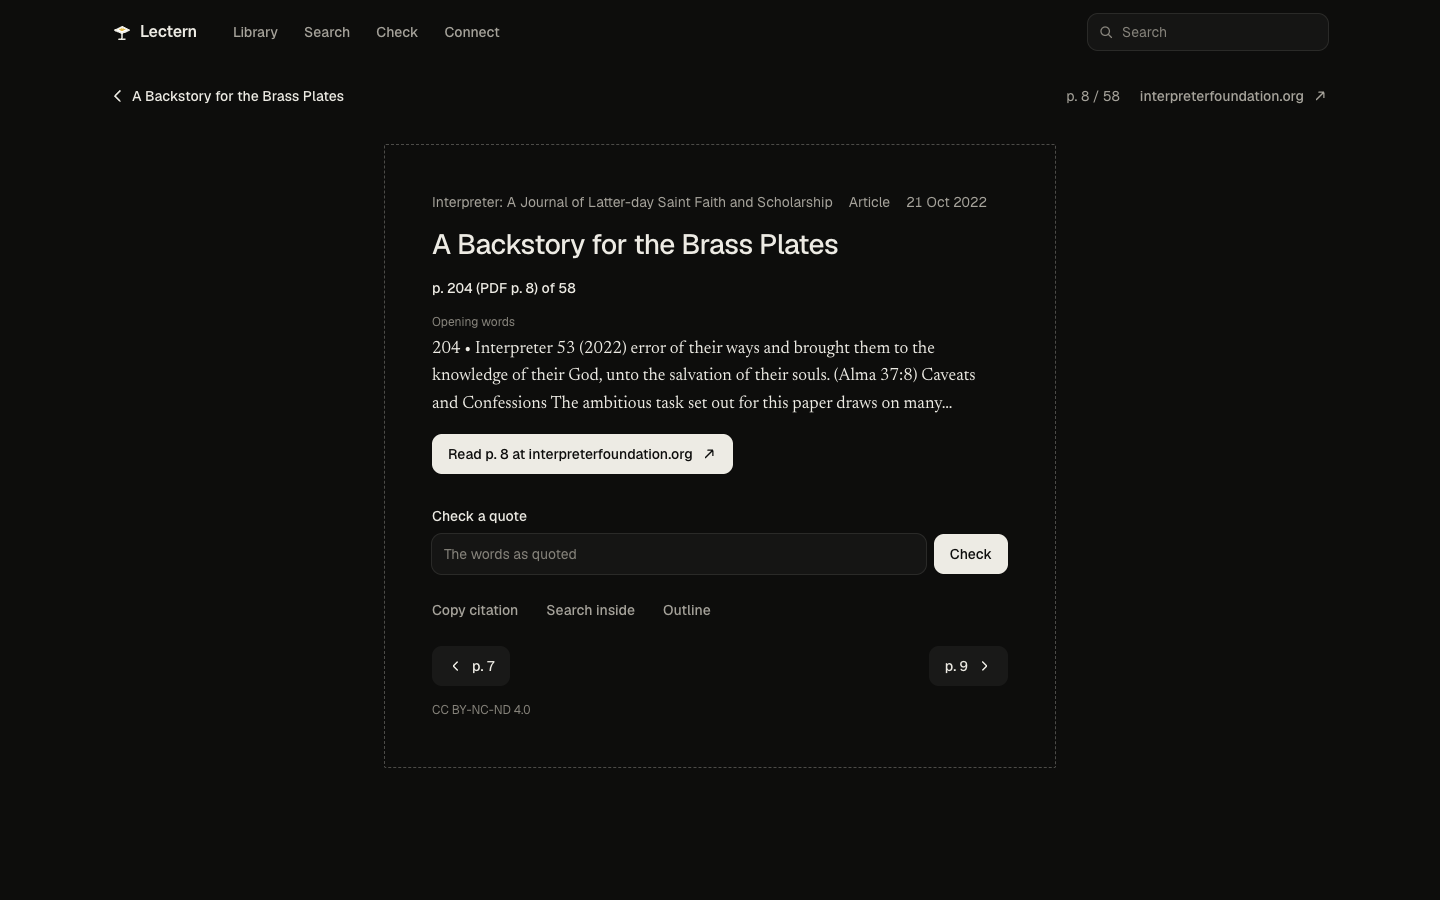 Lectern
Library
Search
Check
Connect
Search
A Backstory for the Brass Plates
p. 8 / 58
interpreterfoundation.org
Interpreter: A Journal of Latter-day Saint Faith and Scholarship Article 21 Oct 2022
A Backstory for the Brass Plates
p. 204 (PDF p. 8) of 58
Opening words
204 • Interpreter 53 (2022) error of their ways and brought them to the
knowledge of their God, unto the salvation of their souls. (Alma 37:8) Caveats
and Confessions The ambitious task set out for this paper draws on many…
Read p. 8 at interpreterfoundation.org
Check a quote
The words as quoted
Check
Copy citation
Search inside
Outline
p. 7
p. 9
CC BY-NC-ND 4.0